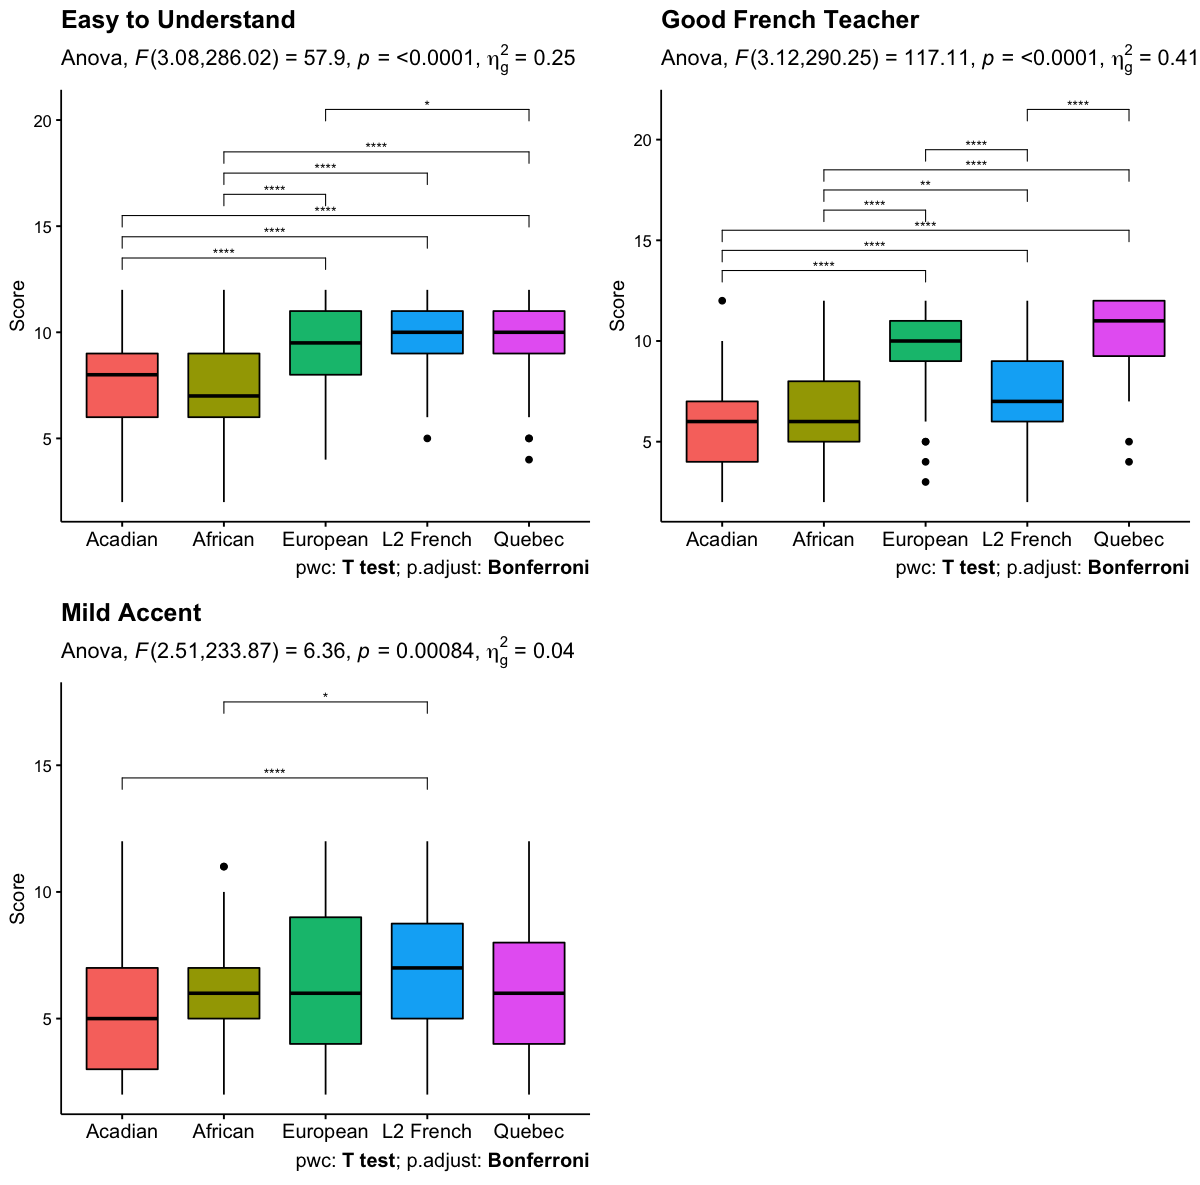 Easy to Understand
Anova, F(3.08,286.02) = 57.9, p = <0.0001, η²g = 0.25
*
****
****
****
****
****
****
20
15
10
5
Score
Acadian African European L2 French Quebec
pwc: T test; p.adjust: Bonferroni
Good French Teacher
Anova, F(3.12,290.25) = 117.11, p = <0.0001, η²g = 0.41
****
****
****
**
****
****
****
****
20
15
10
5
Score
Acadian African European L2 French Quebec
pwc: T test; p.adjust: Bonferroni
Mild Accent
Anova, F(2.51,233.87) = 6.36, p = 0.00084, η²g = 0.04
*
****
15
10
5
Score
Acadian African European L2 French Quebec
pwc: T test; p.adjust: Bonferroni